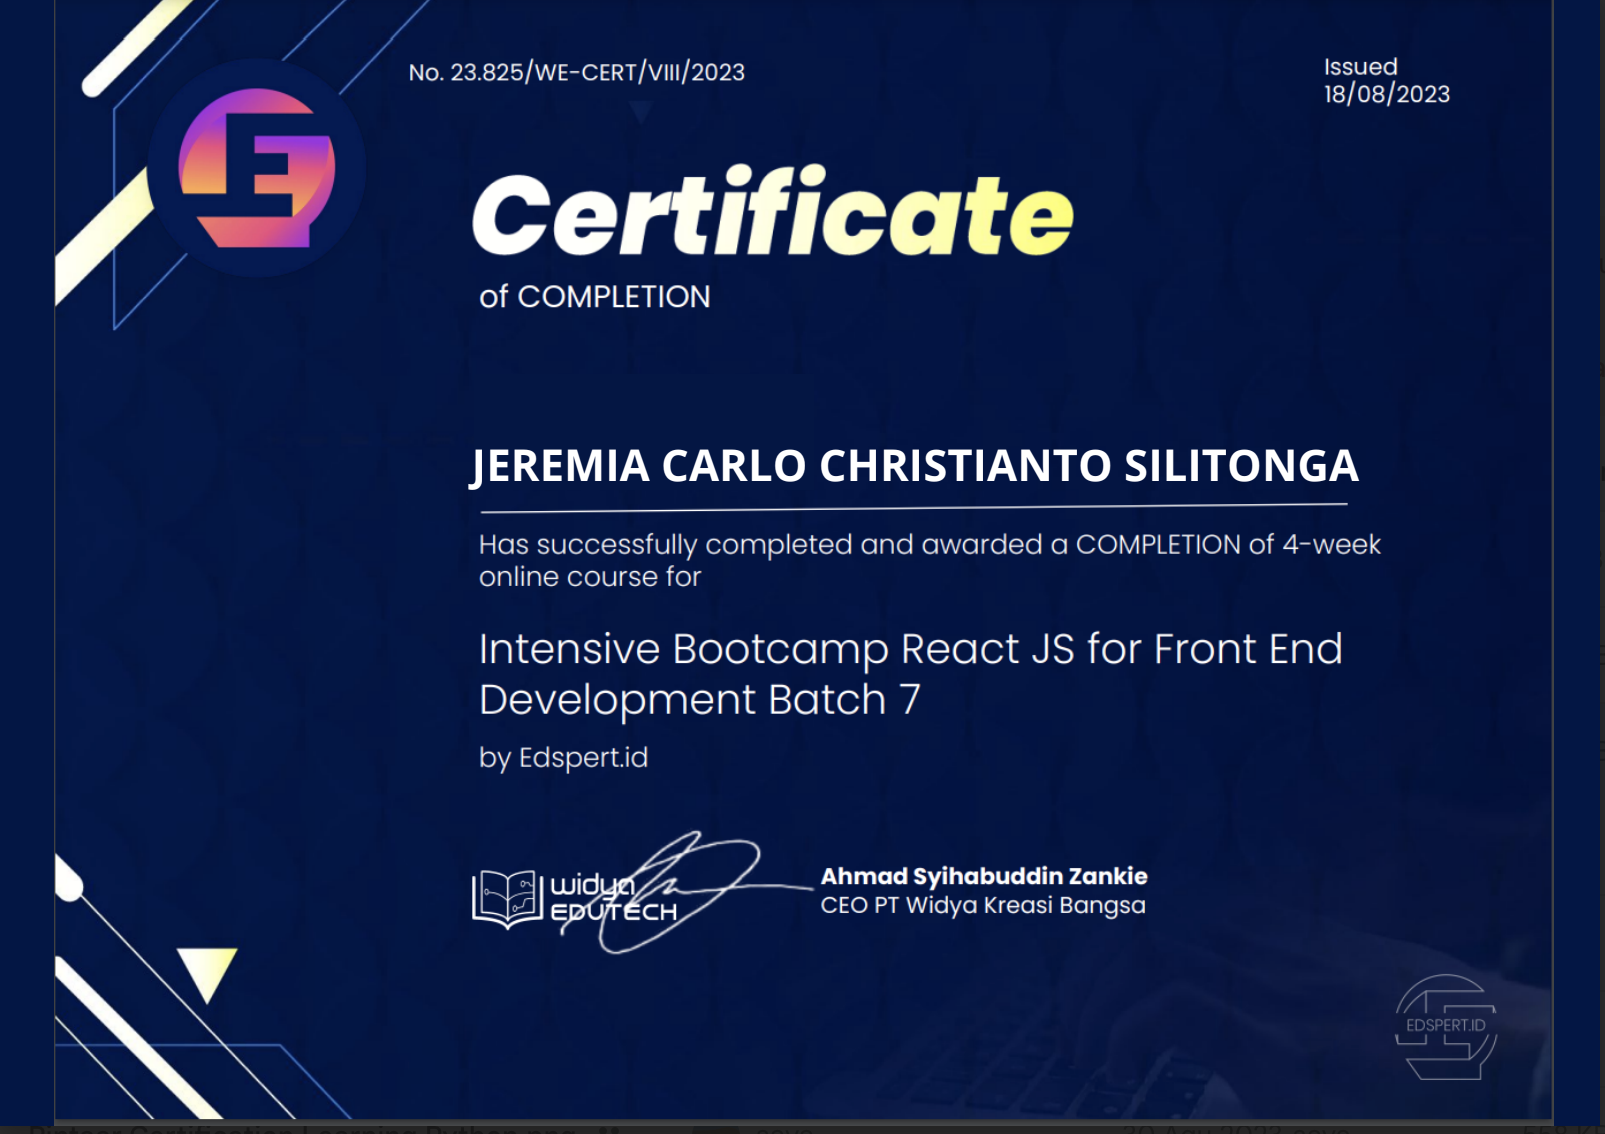 No. 23.825/WE-CERT/VIII/2023
Issued
18/08/2023
Certificate
of COMPLETION
JEREMIA CARLO CHRISTIANTO SILITONGA
Has successfully completed and awarded a COMPLETION of 4-week
online course for
Intensive Bootcamp React JS for Front End
Development Batch 7
by Edspert.id
widya
EDUTECH
Ahmad Syihabuddin Zankie
CEO PT Widya Kreasi Bangsa
EDSPERT.ID